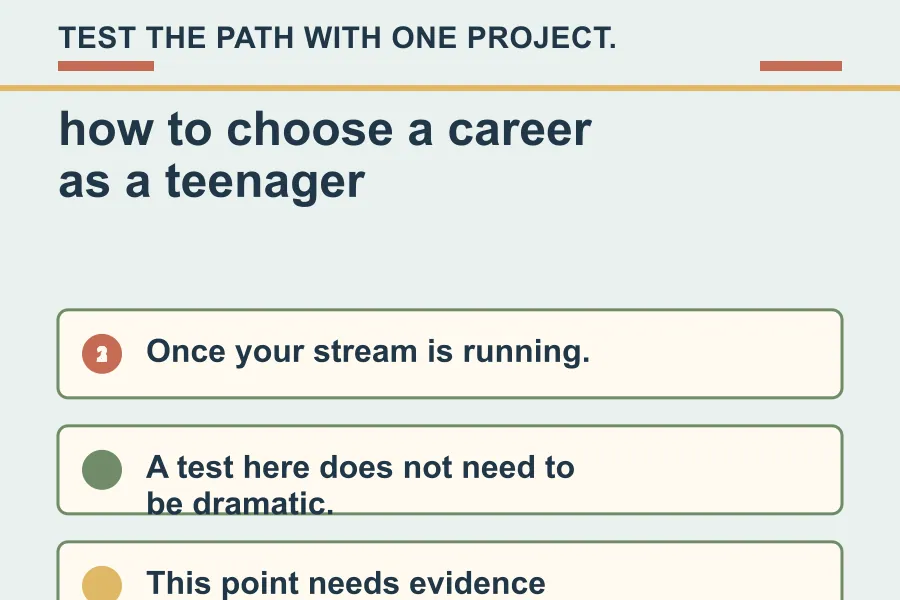 TEST THE PATH WITH ONE PROJECT.
how to choose a career
as a teenager
Once your stream is running.
A test here does not need to
be dramatic.
This point needs evidence